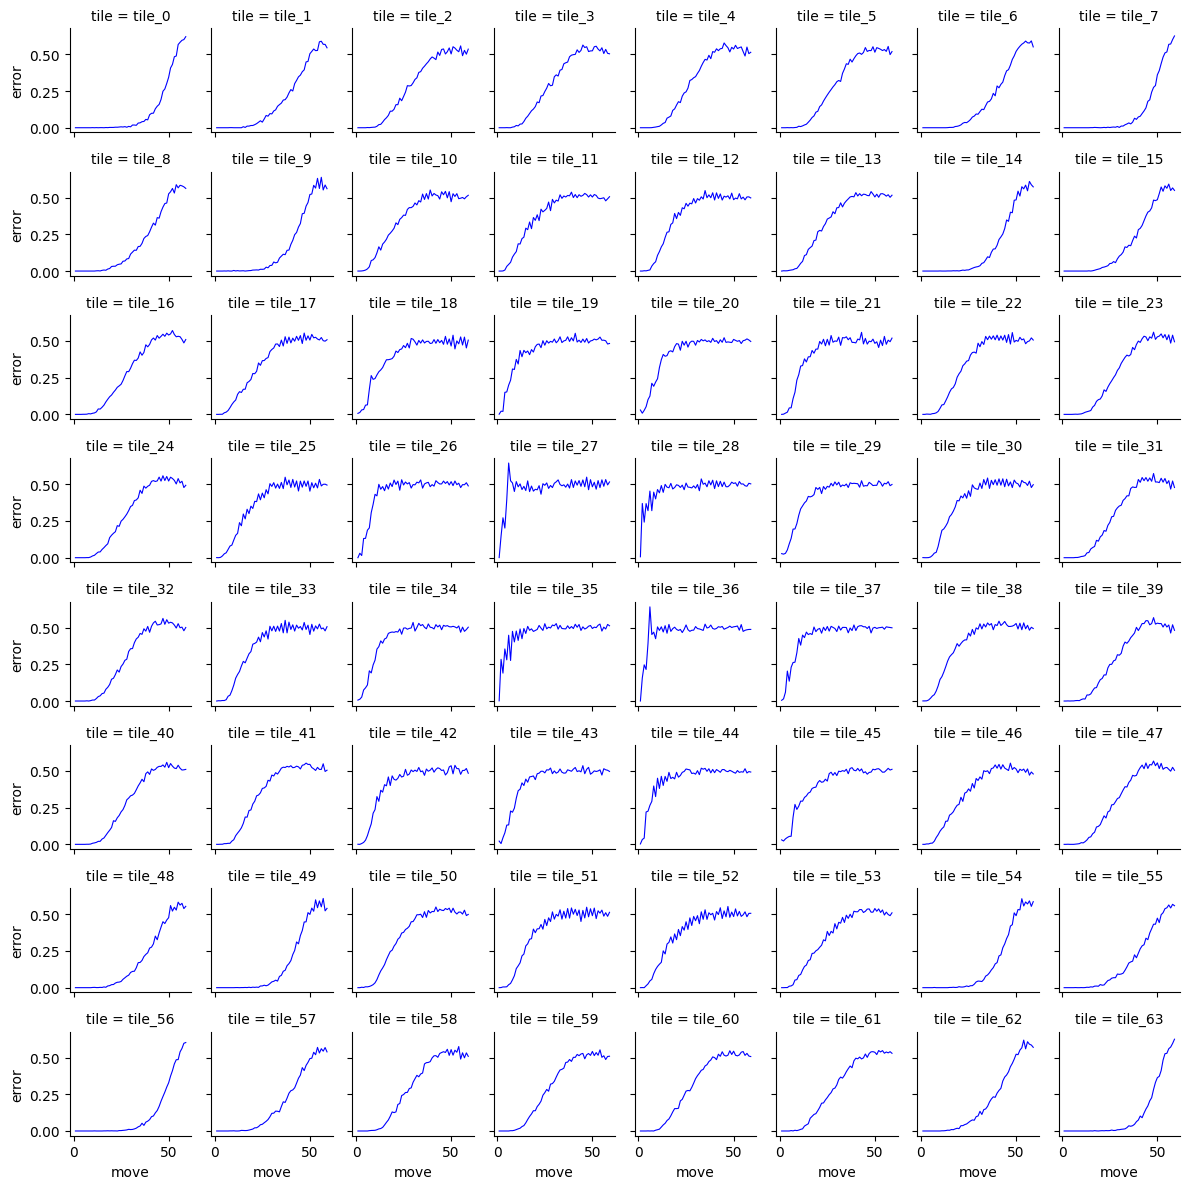 tile = tile_0 tile = tile_1 tile = tile_2 tile = tile_3 tile = tile_4 tile = tile_5 tile = tile_6 tile = tile_7
0.50
error
0.25
0.00
tile = tile_8 tile = tile_9 tile = tile_10 tile = tile_11 tile = tile_12 tile = tile_13 tile = tile_14 tile = tile_15
0.50
error
0.25
0.00
tile = tile_16 tile = tile_17 tile = tile_18 tile = tile_19 tile = tile_20 tile = tile_21 tile = tile_22 tile = tile_23
0.50
error
0.25
0.00
tile = tile_24 tile = tile_25 tile = tile_26 tile = tile_27 tile = tile_28 tile = tile_29 tile = tile_30 tile = tile_31
0.50
error
0.25
0.00
tile = tile_32 tile = tile_33 tile = tile_34 tile = tile_35 tile = tile_36 tile = tile_37 tile = tile_38 tile = tile_39
0.50
error
0.25
0.00
tile = tile_40 tile = tile_41 tile = tile_42 tile = tile_43 tile = tile_44 tile = tile_45 tile = tile_46 tile = tile_47
0.50
error
0.25
0.00
tile = tile_48 tile = tile_49 tile = tile_50 tile = tile_51 tile = tile_52 tile = tile_53 tile = tile_54 tile = tile_55
0.50
error
0.25
0.00
tile = tile_56 tile = tile_57 tile = tile_58 tile = tile_59 tile = tile_60 tile = tile_61 tile = tile_62 tile = tile_63
0.50
error
0.25
0.00
0 50 0 50 0 50 0 50 0 50 0 50 0 50 0 50
move move move move move move move move